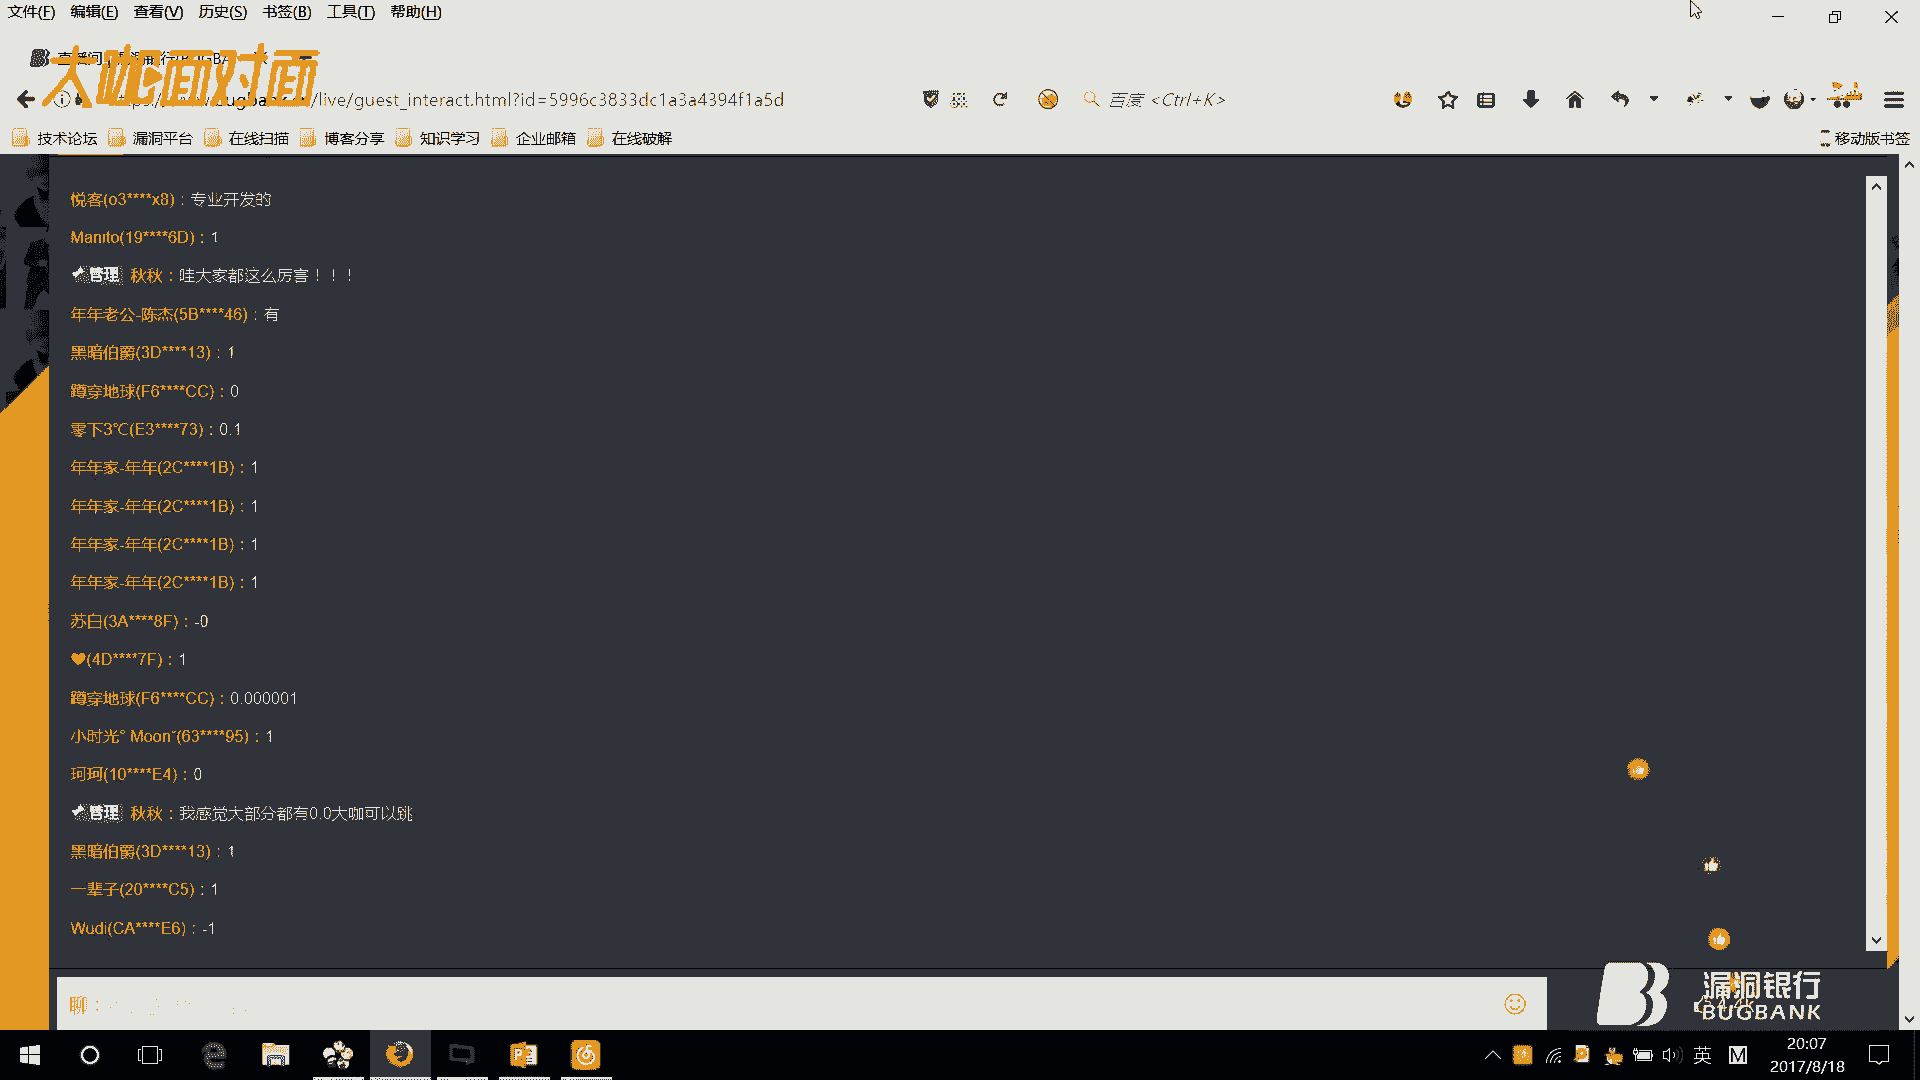 文件(F) 编辑(E) 查看(V) 历史(S) 书签(B) 工具(T) 帮助(H)
大咖面对面
/live/guest_interact.html?id=5996c3833dc1a3a4394f1a5d
百度 <Ctrl+K>
技术论坛 漏洞平台 在线扫描 博客分享 知识学习 企业邮箱 在线破解 移动版书签
悦客(o3****x8)：专业开发的
Manito(19****6D)：1
管理 秋秋：哇大家都这么厉害！！！
年年老公-陈杰(5B****46)：有
黑暗伯爵(3D****13)：1
蹲穿地球(F6****CC)：0
零下3℃(E3****73)：0.1
年年家-年年(2C****1B)：1
年年家-年年(2C****1B)：1
年年家-年年(2C****1B)：1
年年家-年年(2C****1B)：1
苏白(3A****8F)：-0
♥(4D****7F)：1
蹲穿地球(F6****CC)：0.000001
小时光° Moon˜(63****95)：1
珂珂(10****E4)：0
管理 秋秋：我感觉大部分都有0.0大咖可以跳
黑暗伯爵(3D****13)：1
一辈子(20****C5)：1
Wudi(CA****E6)：-1
聊：
漏洞银行
BUGBANK
英 M
20:07
2017/8/18